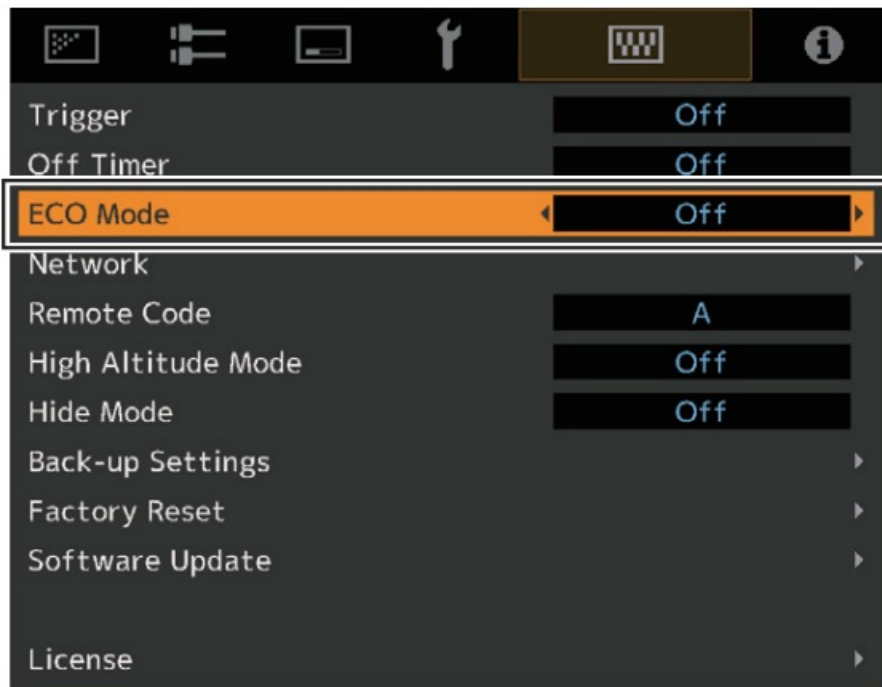 Trigger Off
Off Timer Off
ECO Mode Off
Network
Remote Code A
High Altitude Mode Off
Hide Mode Off
Back-up Settings
Factory Reset
Software Update
License